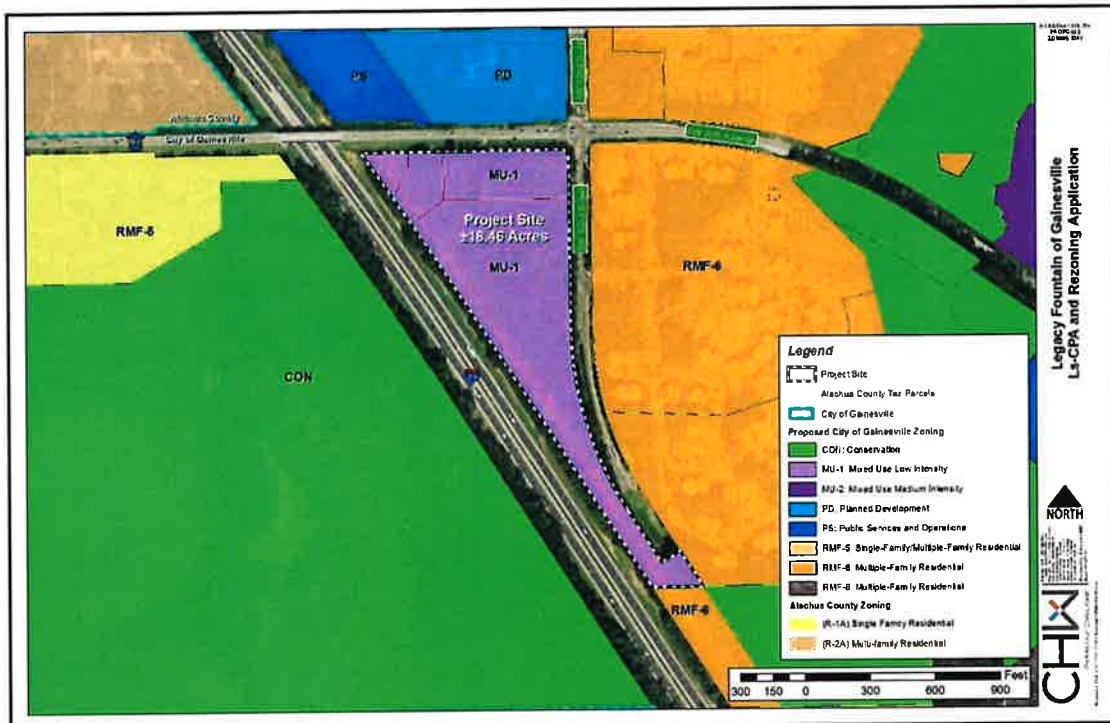 PROPOSED
ZONING MAP
PS
PD
Alachua County
City of Gainesville
MU-1
RMF-5
Project Site
±16.46 Acres
MU-1
RMF-6
CON
RMF-6
Legend
Project Site
Alachua County Tax Parcels
City of Gainesville
Proposed City of Gainesville Zoning
CON: Conservation
MU-1: Mixed Use Low Intensity
MU-2: Mixed Use Medium Intensity
PD: Planned Development
PS: Public Services and Operations
RMF-5: Single-Family/Multiple-Family Residential
RMF-6: Multiple-Family Residential
RMF-8: Multiple-Family Residential
Alachua County Zoning
(R-1A) Single Family Residential
(R-2A) Multi-family Residential
Feet
300 150 0 300 600 900
Legacy Fountain of Gainesville
Ls-CPA and Rezoning Application
NORTH
CHW